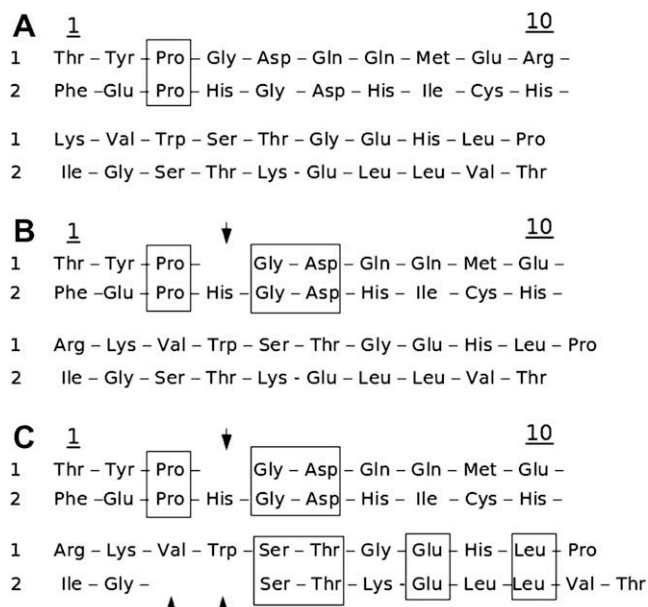 A 1 10
1 Thr – Tyr – Pro – Gly – Asp – Gln – Gln – Met – Glu – Arg –
2 Phe – Glu – Pro – His – Gly – Asp – His – Ile – Cys – His –
1 Lys – Val – Trp – Ser – Thr – Gly – Glu – His – Leu – Pro
2 Ile – Gly – Ser – Thr – Lys - Glu – Leu – Leu – Val – Thr
B 1 10
1 Thr – Tyr – Pro – Gly – Asp – Gln – Gln – Met – Glu –
2 Phe – Glu – Pro – His – Gly – Asp – His – Ile – Cys – His –
1 Arg – Lys – Val – Trp – Ser – Thr – Gly – Glu – His – Leu – Pro
2 Ile – Gly – Ser – Thr – Lys - Glu – Leu – Leu – Val – Thr
C 1 10
1 Thr – Tyr – Pro – Gly – Asp – Gln – Gln – Met – Glu –
2 Phe – Glu – Pro – His – Gly – Asp – His – Ile – Cys – His –
1 Arg – Lys – Val – Trp – Ser – Thr – Gly – Glu – His – Leu – Pro
2 Ile – Gly – Ser – Thr – Lys - Glu – Leu – Leu – Val – Thr